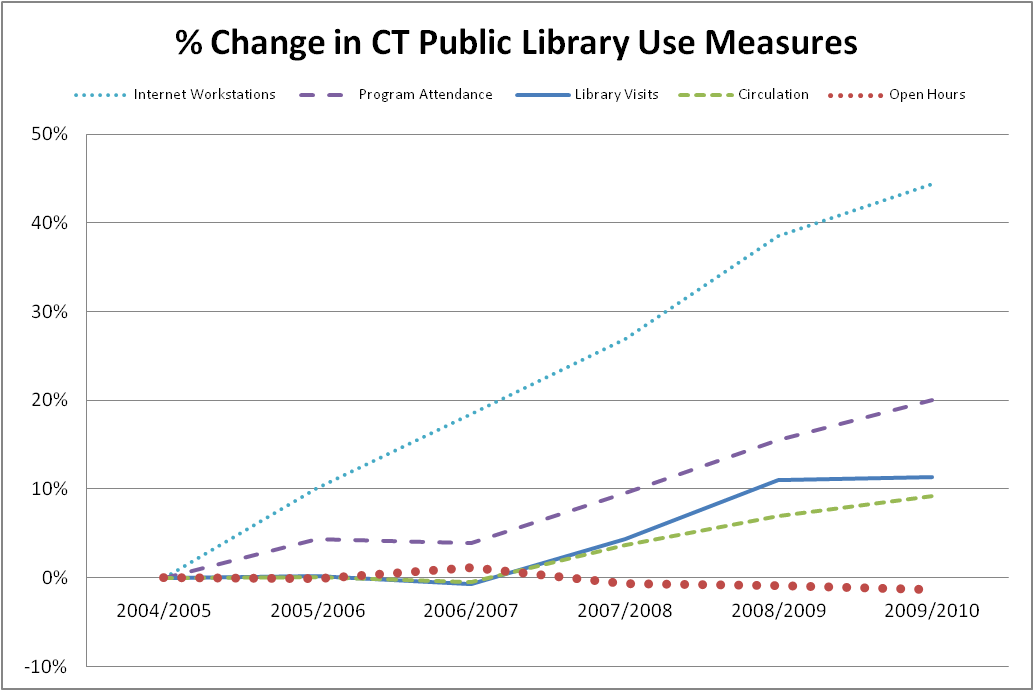 % Change in CT Public Library Use Measures
Internet Workstations Program Attendance Library Visits Circulation Open Hours
50%
40%
30%
20%
10%
0%
2004/2005 2005/2006 2006/2007 2007/2008 2008/2009 2009/2010
-10%